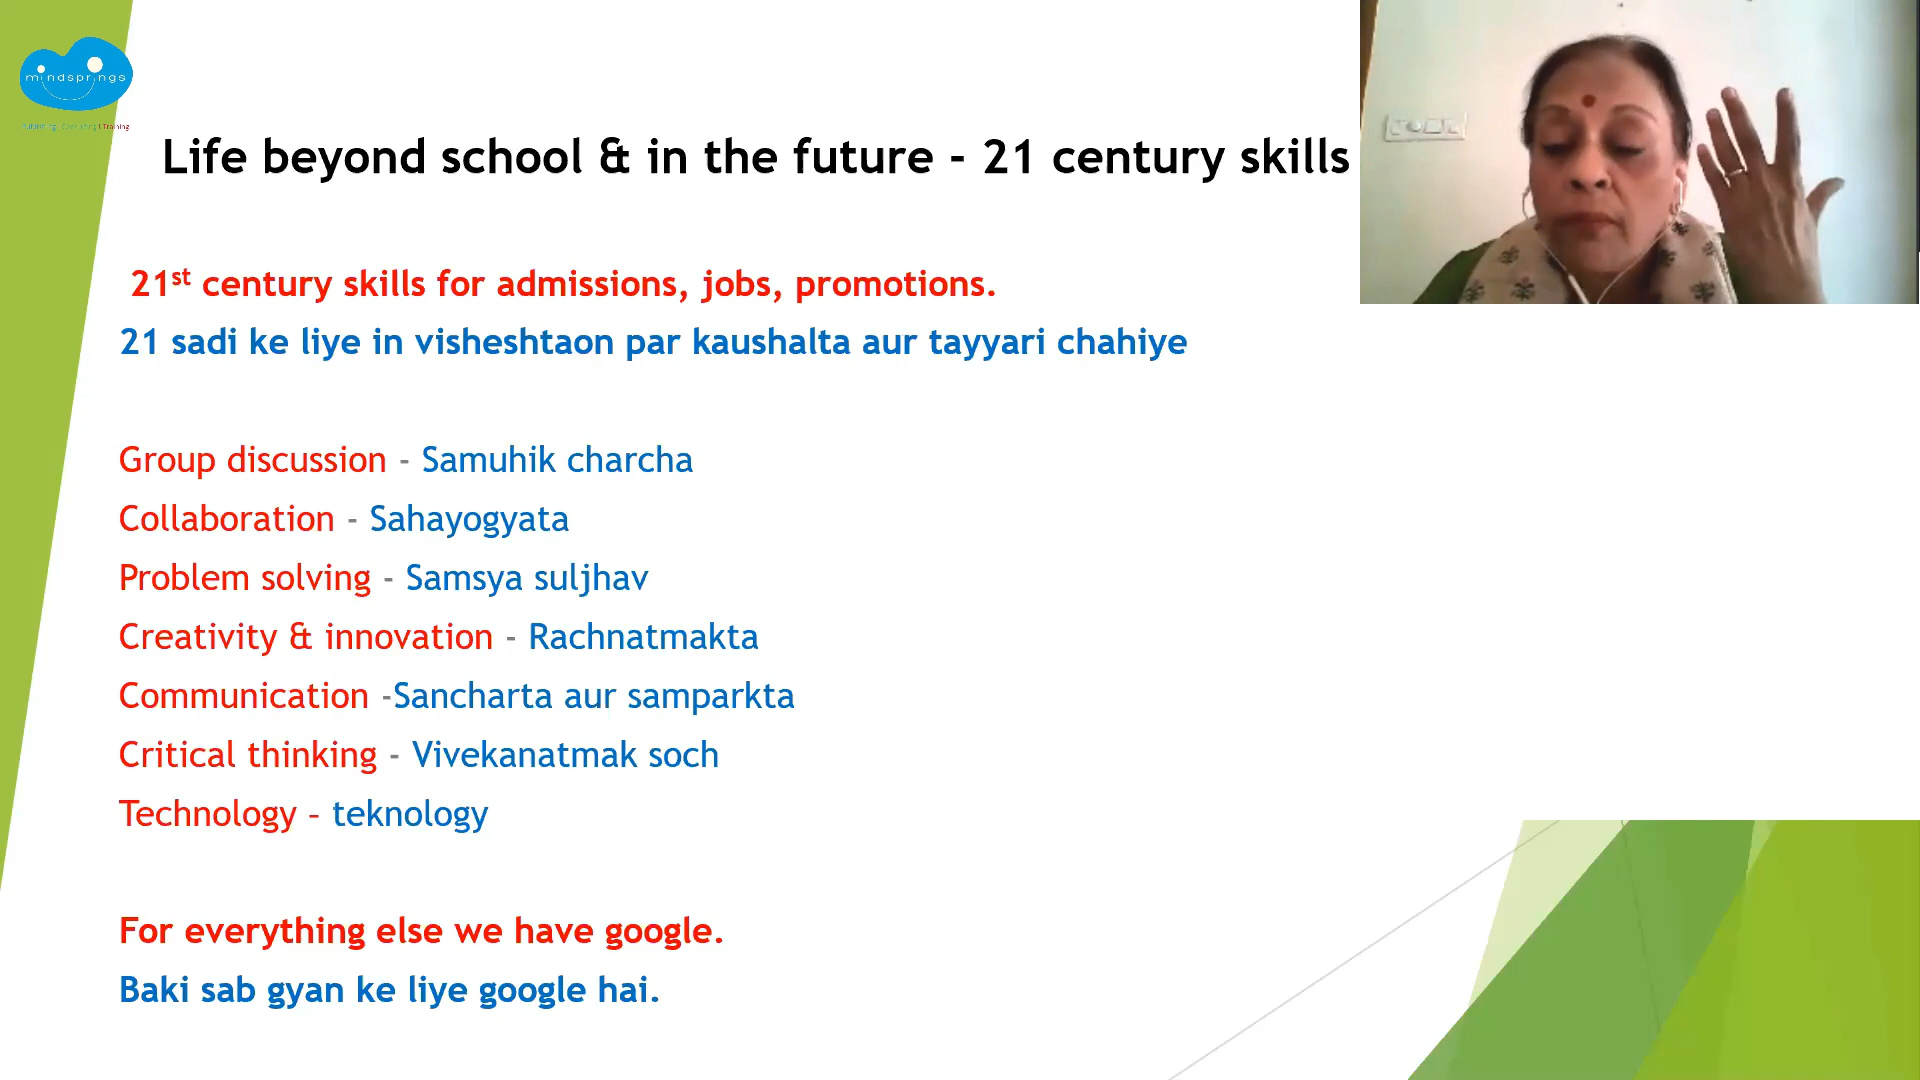 mindsprings
Life beyond school & in the future - 21 century skills
21st century skills for admissions, jobs, promotions.
21 sadi ke liye in visheshtaon par kaushalta aur tayyari chahiye
Group discussion - Samuhik charcha
Collaboration - Sahayogyata
Problem solving - Samsya suljhav
Creativity & innovation - Rachnatmakta
Communication -Sancharta aur samparkta
Critical thinking - Vivekanatmak soch
Technology – teknology
For everything else we have google.
Baki sab gyan ke liye google hai.